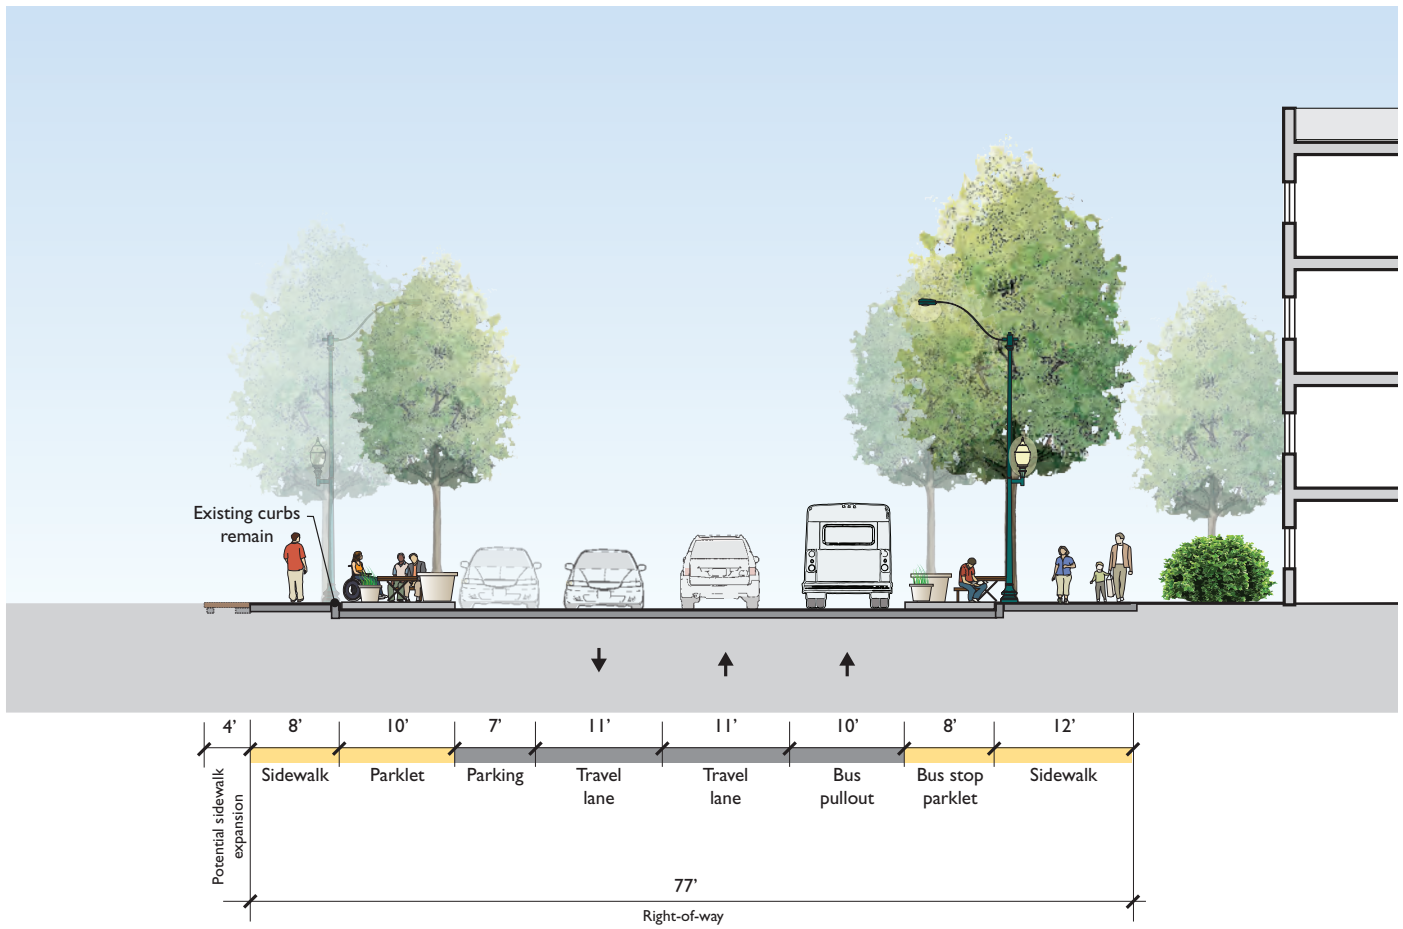 Existing curbs
remain
4’ 8’ 10’ 7’ 11’ 11’ 10’ 8’ 12’
Potential sidewalk
expansion
Sidewalk
Parklet
Parking
Travel
lane
Travel
lane
Bus
pullout
Bus stop
parklet
Sidewalk
77’
Right-of-way